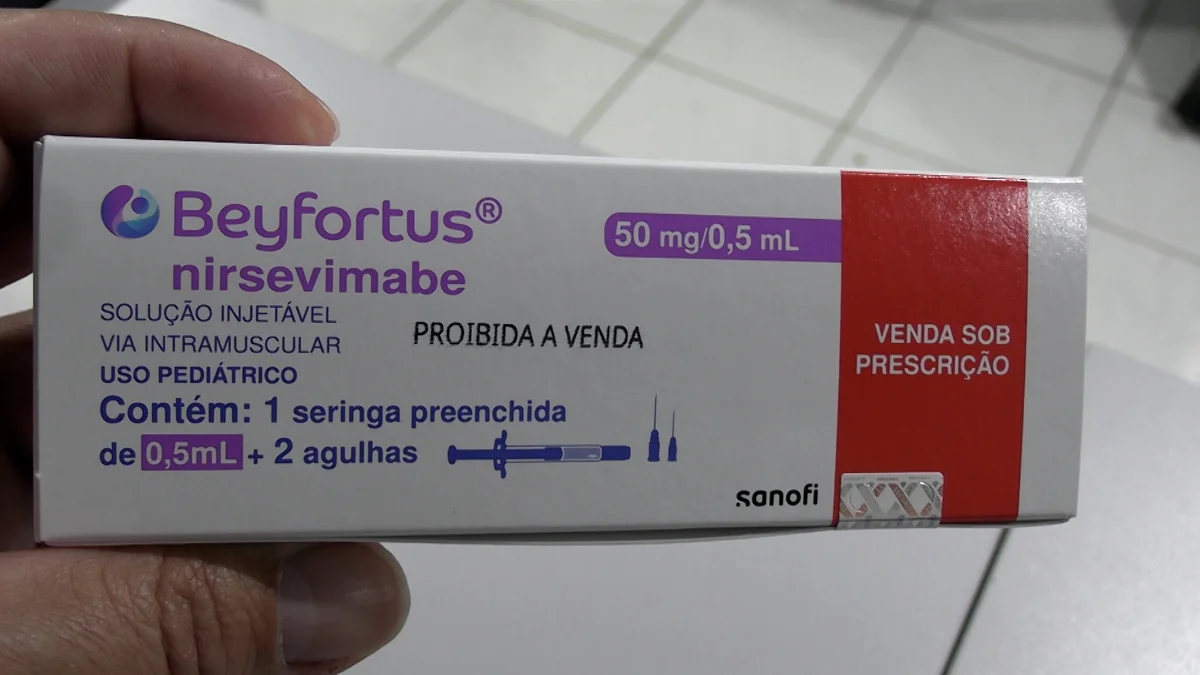 Beyfortus®
nirsevimabe
50 mg/0,5 mL
SOLUÇÃO INJETÁVEL
VIA INTRAMUSCULAR
USO PEDIÁTRICO
PROIBIDA A VENDA
Contém: 1 seringa preenchida
de 0,5mL + 2 agulhas
sanofi
VENDA SOB
PRESCRIÇÃO